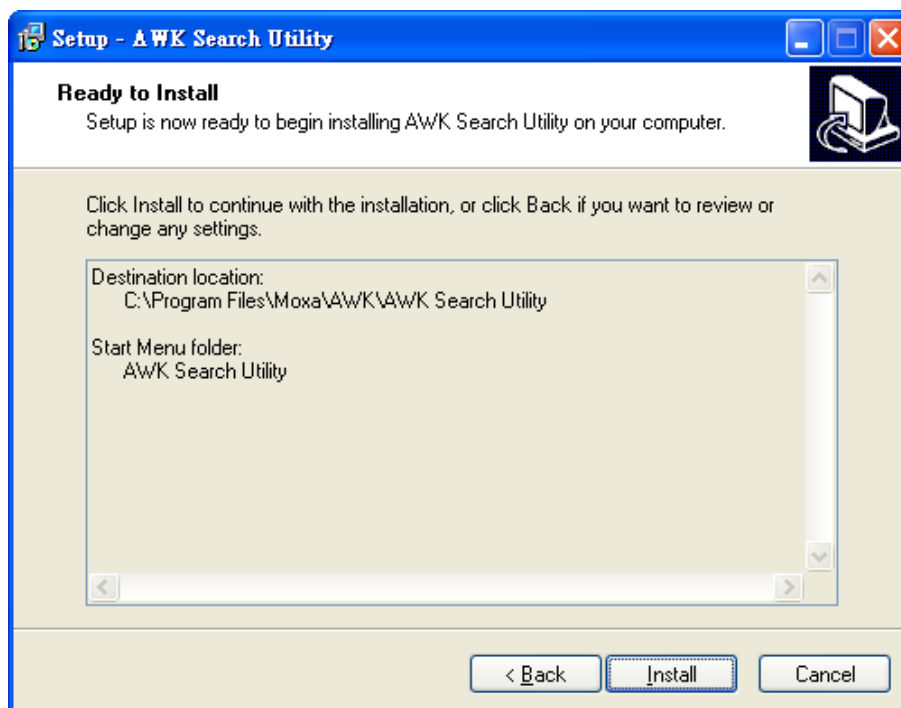 Setup - AWK Search Utility
Ready to Install
Setup is now ready to begin installing AWK Search Utility on your computer.
Click Install to continue with the installation, or click Back if you want to review or
change any settings.
Destination location:
C:\Program Files\Moxa\AWK\AWK Search Utility
Start Menu folder:
AWK Search Utility
< Back
Install
Cancel